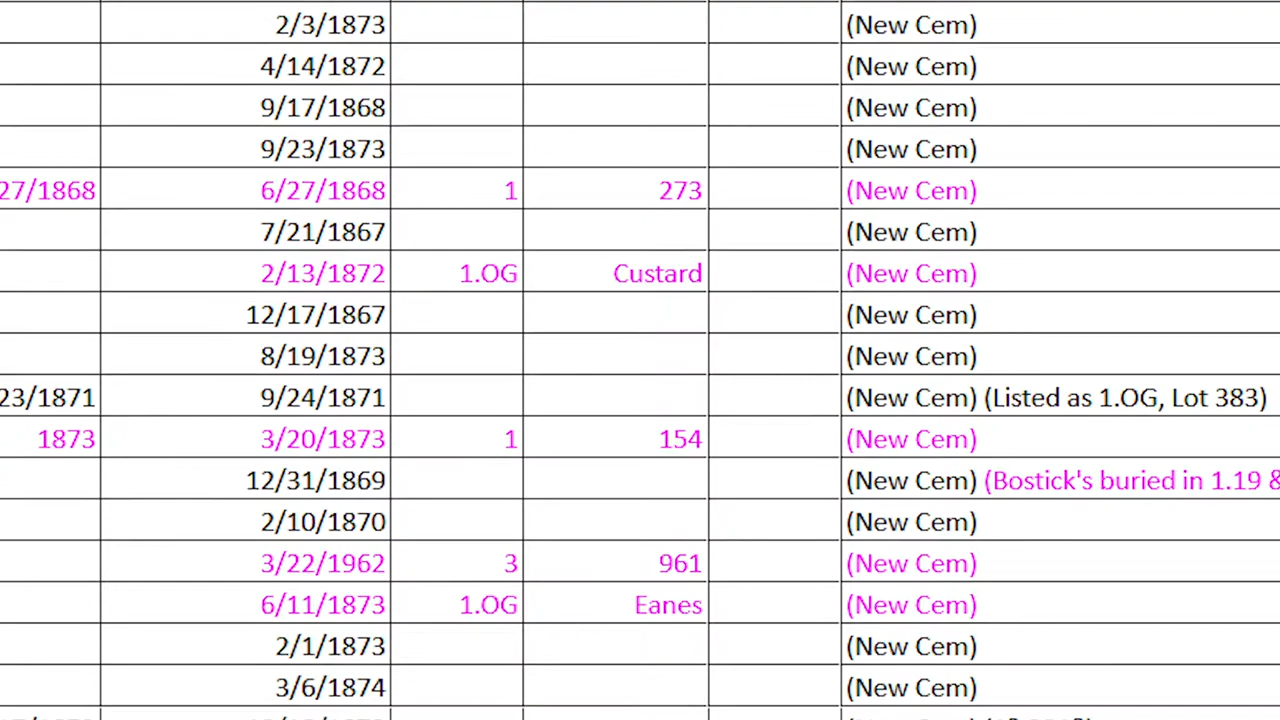 2/3/1873 (New Cem)
4/14/1872 (New Cem)
9/17/1868 (New Cem)
9/23/1873 (New Cem)
27/1868 6/27/1868 1 273 (New Cem)
7/21/1867 (New Cem)
2/13/1872 1.OG Custard (New Cem)
12/17/1867 (New Cem)
8/19/1873 (New Cem)
23/1871 9/24/1871 (New Cem) (Listed as 1.OG, Lot 383)
1873 3/20/1873 1 154 (New Cem)
12/31/1869 (New Cem) (Bostick's buried in 1.19 &
2/10/1870 (New Cem)
3/22/1962 3 961 (New Cem)
6/11/1873 1.OG Eanes (New Cem)
2/1/1873 (New Cem)
3/6/1874 (New Cem)